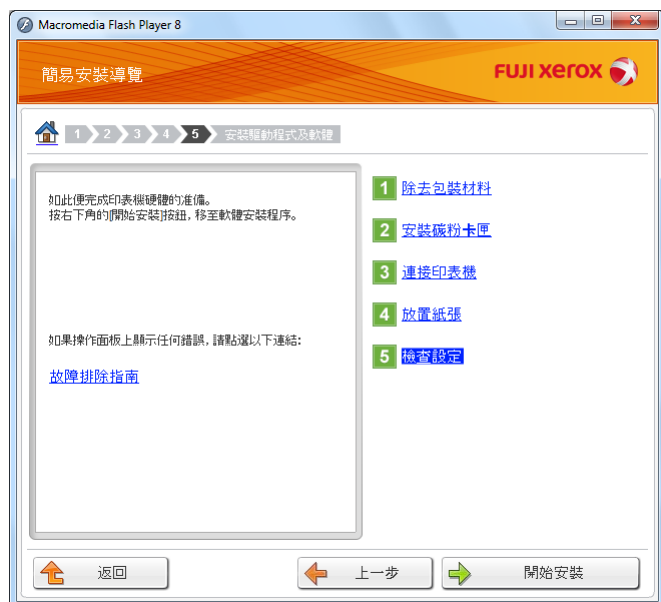 Macromedia Flash Player 8
簡易安裝導覽
FUJI xerox
1 2 3 4 5 安裝驅動程式及軟體
如此便完成印表機硬體的准備。
按右下角的[開始安裝]按鈕, 移至軟體安裝程序。
如果操作面板上顯示任何錯誤, 請點選以下連結:
故障排除指南
1 除去包裝材料
2 安裝碳粉卡匣
3 連接印表機
4 放置紙張
5 檢查設定
返回
上一步
開始安裝